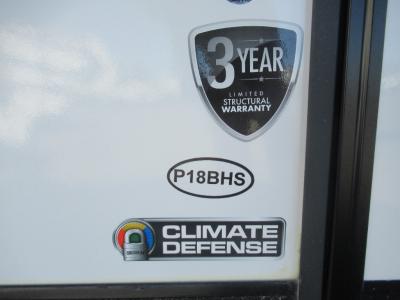 3 YEAR
LIMITED
STRUCTURAL
WARRANTY
P18BHS
CLIMATE
DEFENSE